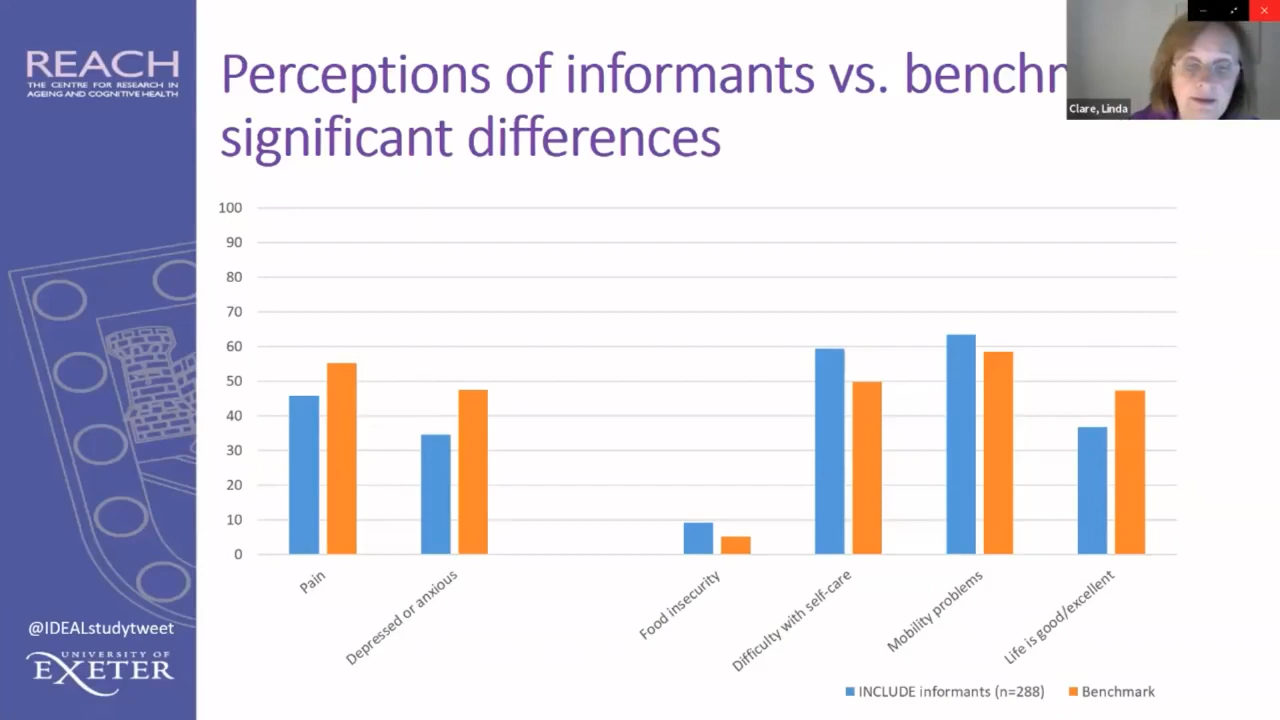 REACH
THE CENTRE FOR RESEARCH IN
AGEING AND COGNITIVE HEALTH
Perceptions of informants vs. benchm
significant differences
Clare, Linda
100
90
80
70
60
50
40
30
20
10
0
Pain
Depressed or anxious
Food insecurity
Difficulty with self-care
Mobility problems
Life is good/excellent
INCLUDE informants (n=288)
Benchmark
@IDEALstudytweet
UNIVERSITY OF
EXETER